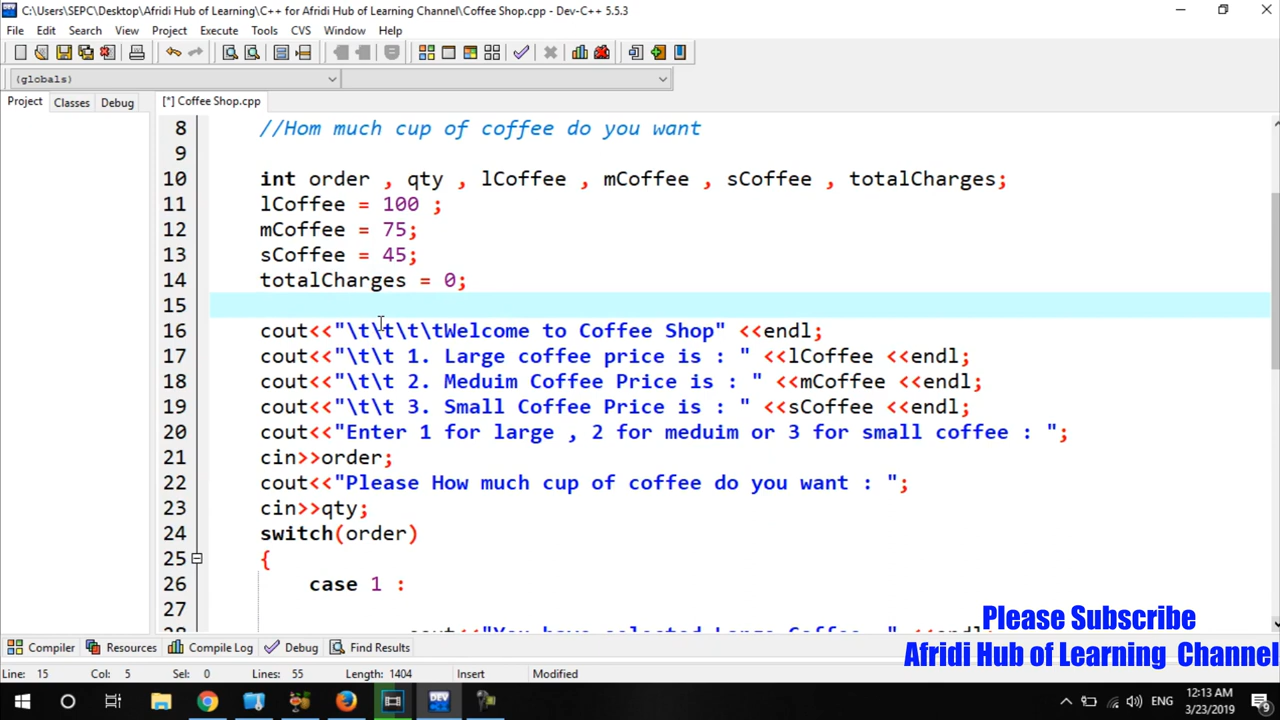 C:\Users\SEPC\Desktop\Afridi Hub of Learning\C++ for Afridi Hub of Learning Channel\Coffee Shop.cpp - Dev-C++ 5.5.3
File Edit Search View Project Execute Tools CVS Window Help
(globals)
Project Classes Debug [*] Coffee Shop.cpp
8 //Hom much cup of coffee do you want
9
10 int order , qty , lCoffee , mCoffee , sCoffee , totalCharges;
11 lCoffee = 100 ;
12 mCoffee = 75;
13 sCoffee = 45;
14 totalCharges = 0;
15
16 cout<<"\t\t\t\tWelcome to Coffee Shop" <<endl;
17 cout<<"\t\t 1. Large coffee price is : " <<lCoffee <<endl;
18 cout<<"\t\t 2. Meduim Coffee Price is : " <<mCoffee <<endl;
19 cout<<"\t\t 3. Small Coffee Price is : " <<sCoffee <<endl;
20 cout<<"Enter 1 for large , 2 for meduim or 3 for small coffee : ";
21 cin>>order;
22 cout<<"Please How much cup of coffee do you want : ";
23 cin>>qty;
24 switch(order)
25 {
26 case 1 :
27
Please Subscribe
Afridi Hub of Learning Channel
Compiler Resources Compile Log Debug Find Results
Line: 15 Col: 5 Sel: 0 Lines: 55 Length: 1404 Insert Modified
DEV
ENG
12:13 AM
3/23/2019
9